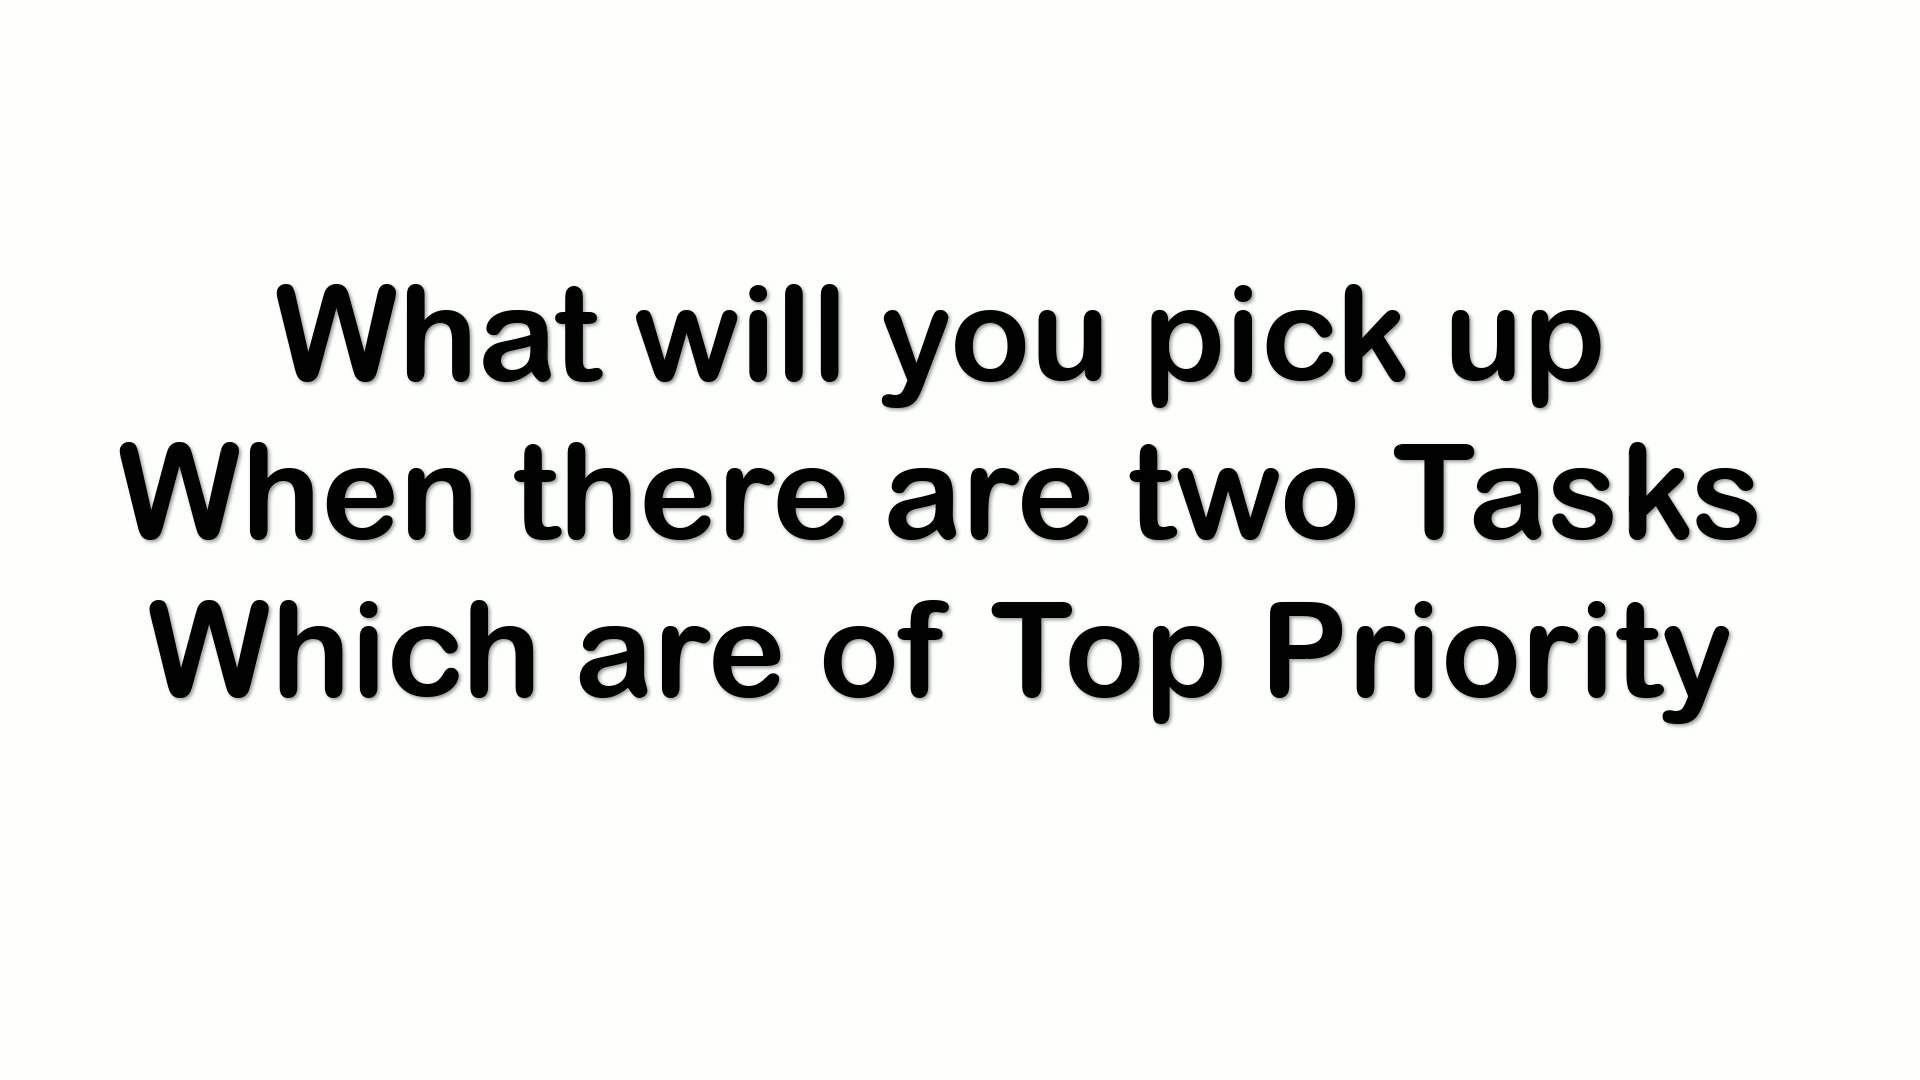 What will you pick up
When there are two Tasks
Which are of Top Priority